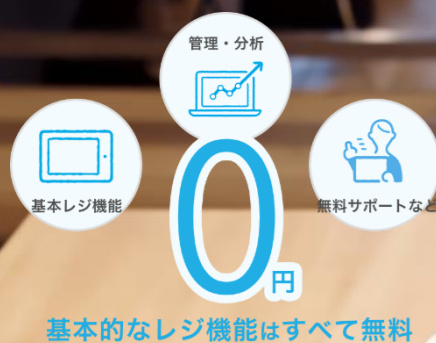 管理・分析
基本レジ機能
無料サポートなど
0円
基本的なレジ機能はすべて無料